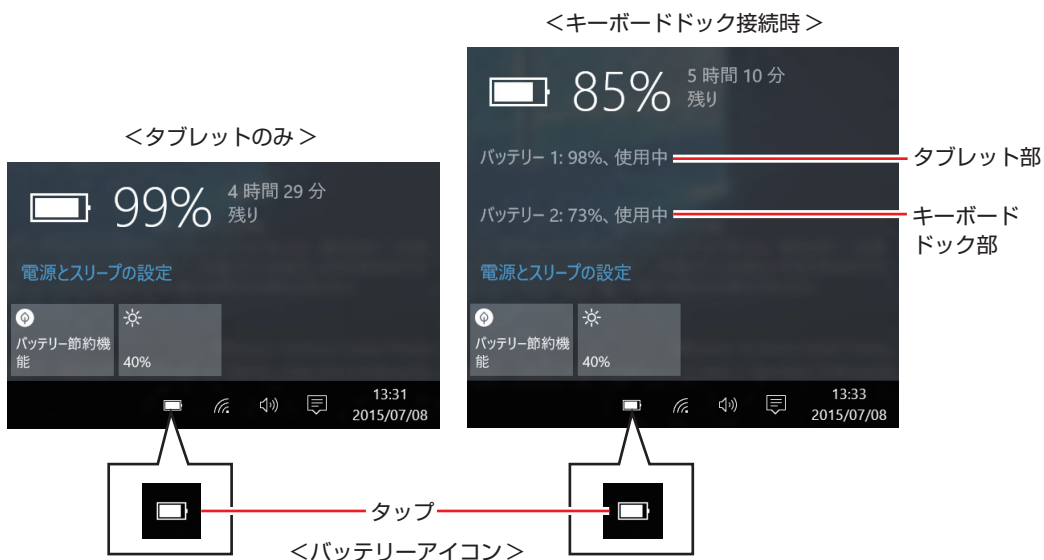 ＜キーボードドック接続時＞
85%
5 時間 10 分
残り
バッテリー 1: 98%、使用中
タブレット部
バッテリー 2: 73%、使用中
キーボード
ドック部
電源とスリープの設定
バッテリー節約機
能
40%
13:33
2015/07/08
＜タブレットのみ＞
99%
4 時間 29 分
残り
電源とスリープの設定
バッテリー節約機
能
40%
13:31
2015/07/08
タップ
＜バッテリーアイコン＞